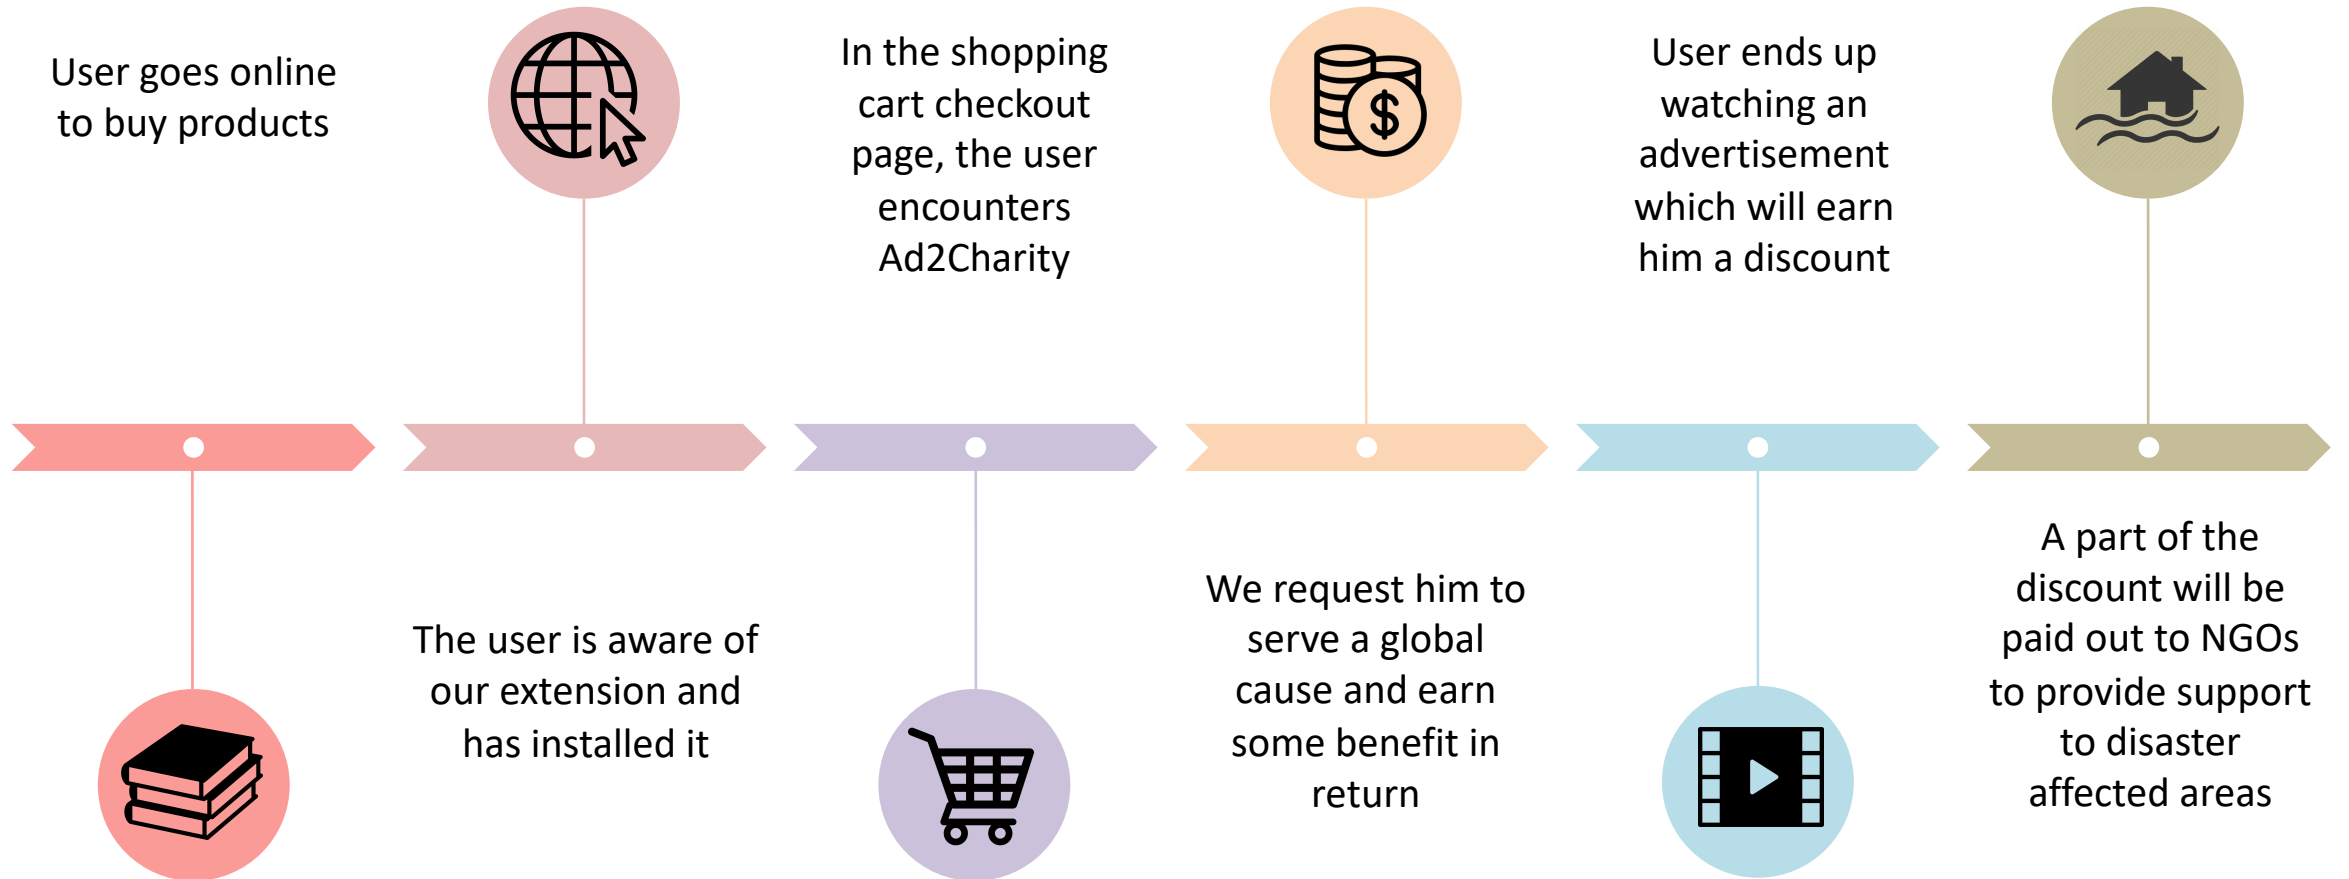 User goes online
to buy products
The user is aware of
our extension and
has installed it
In the shopping
cart checkout
page, the user
encounters
Ad2Charity
We request him to
serve a global
cause and earn
some benefit in
return
User ends up
watching an
advertisement
which will earn
him a discount
A part of the
discount will be
paid out to NGOs
to provide support
to disaster
affected areas
$